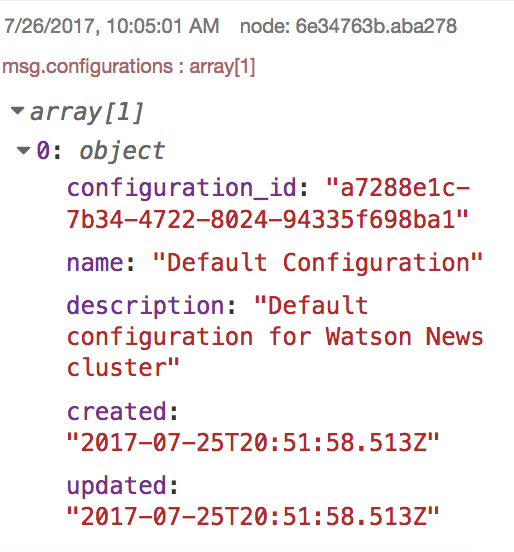 7/26/2017, 10:05:01 AM node: 6e34763b.aba278
msg.configurations : array[1]
array[1]
0: object
configuration_id: "a7288e1c-
7b34-4722-8024-94335f698ba1"
name: "Default Configuration"
description: "Default
configuration for Watson News
cluster"
created:
"2017-07-25T20:51:58.513Z"
updated:
"2017-07-25T20:51:58.513Z"